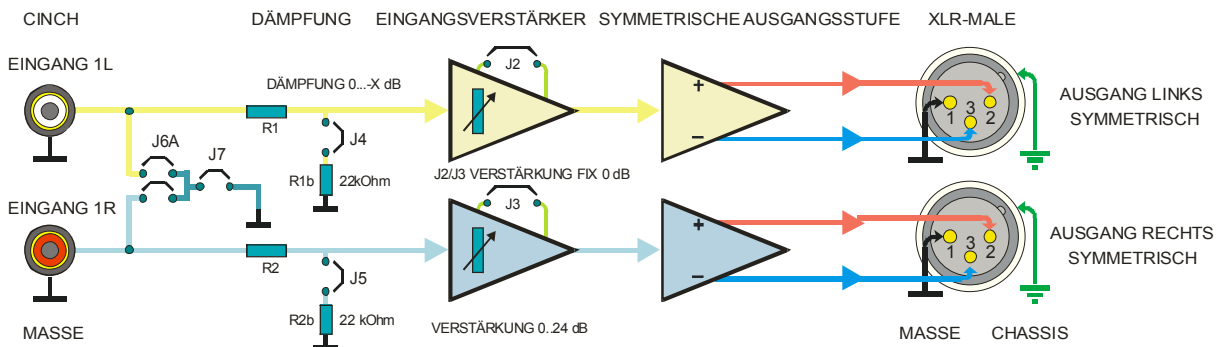 CINCH
DÄMPFUNG
EINGANGSVERSTÄRKER
SYMMETRISCHE AUSGANGSSTUFE
XLR-MALE
EINGANG 1L
DÄMPFUNG 0...-X dB
J2
+
−
R1
J4
1
3
2
AUSGANG LINKS
SYMMETRISCH
J6A
J7
R1b
22kOhm
J2/J3 VERSTÄRKUNG FIX 0 dB
EINGANG 1R
J3
+
−
R2
J5
1
3
2
AUSGANG RECHTS
SYMMETRISCH
R2b
22 kOhm
MASSE
VERSTÄRKUNG 0..24 dB
MASSE
CHASSIS